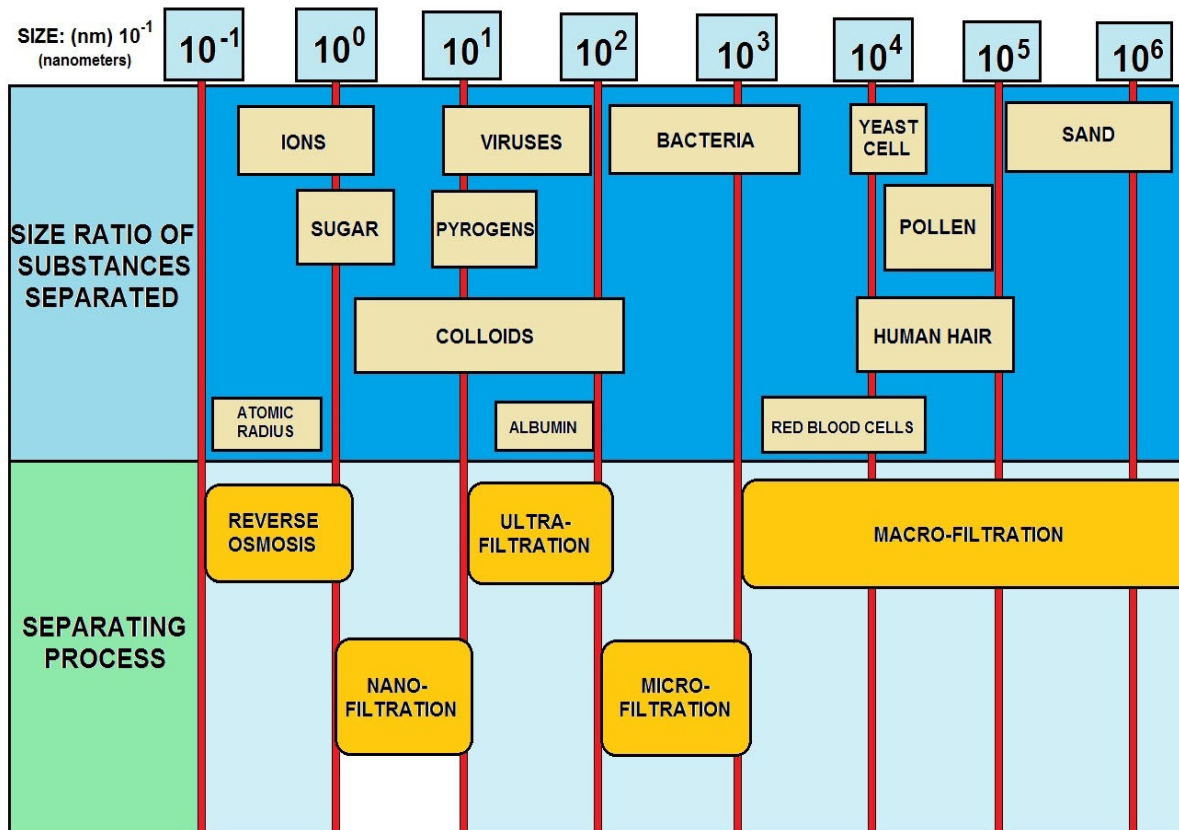 SIZE: (nm) 10⁻¹
(nanometers)
10⁻¹
10⁰
10¹
10²
10³
10⁴
10⁵
10⁶
SIZE RATIO OF
SUBSTANCES
SEPARATED
IONS
VIRUSES
BACTERIA
YEAST
CELL
SAND
SUGAR
PYROGENS
POLLEN
COLLOIDS
HUMAN HAIR
ATOMIC
RADIUS
ALBUMIN
RED BLOOD CELLS
SEPARATING
PROCESS
REVERSE
OSMOSIS
ULTRA-
FILTRATION
MACRO-FILTRATION
NANO-
FILTRATION
MICRO-
FILTRATION